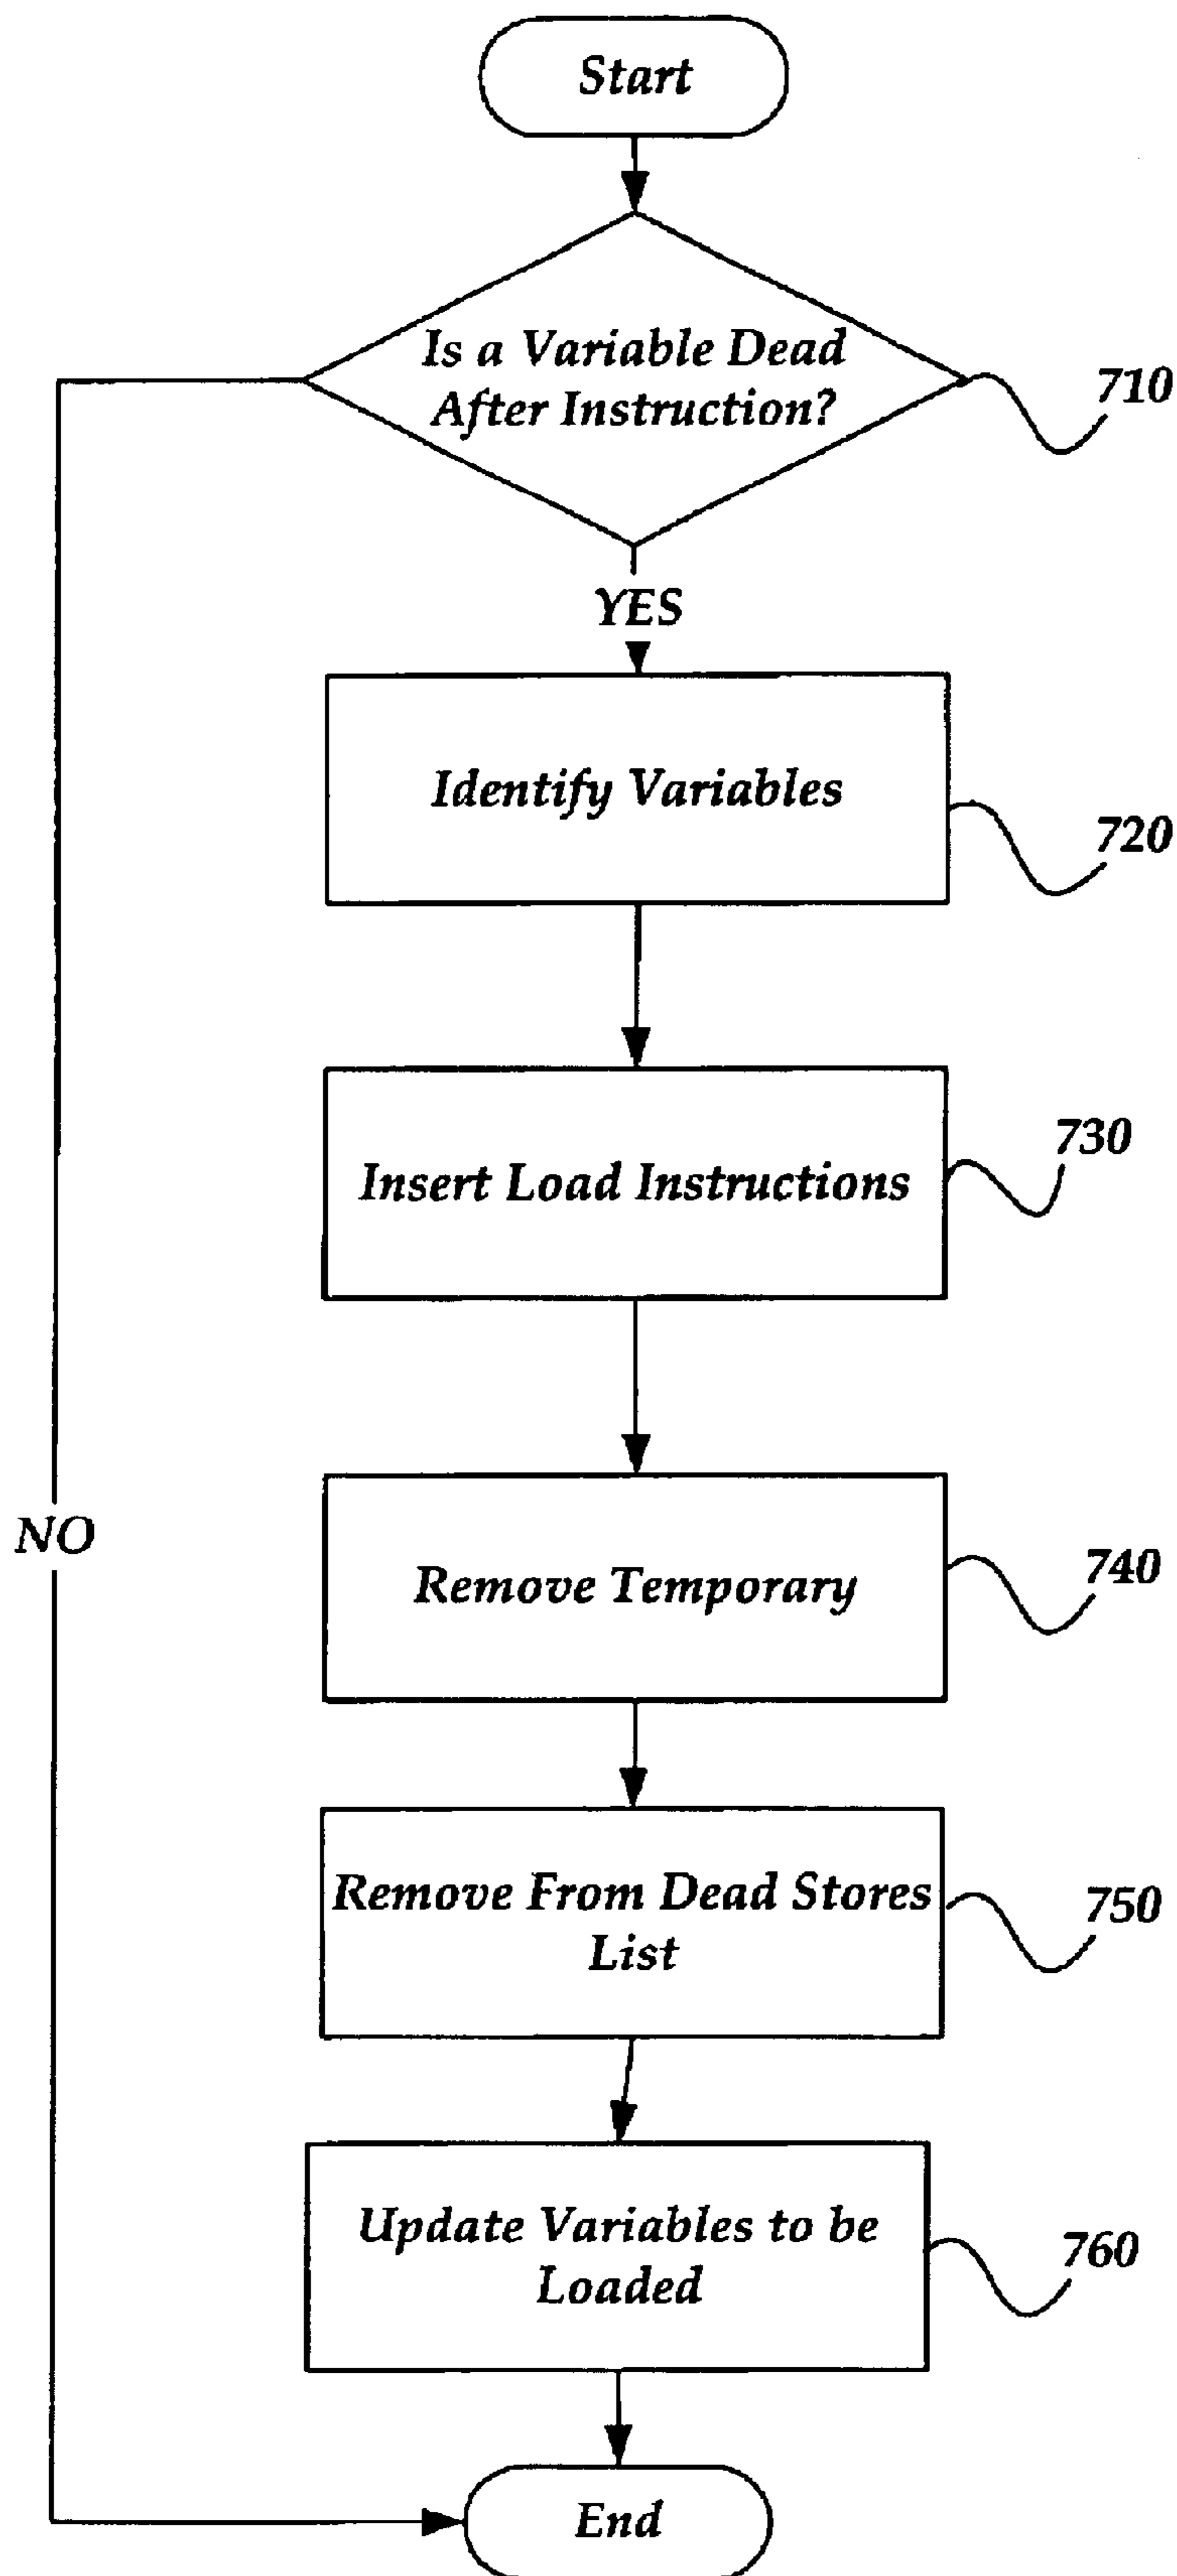 Start
Is a Variable Dead
After Instruction?
710
YES
Identify Variables
720
Insert Load Instructions
730
NO
Remove Temporary
740
Remove From Dead Stores
List
750
Update Variables to be
Loaded
760
End